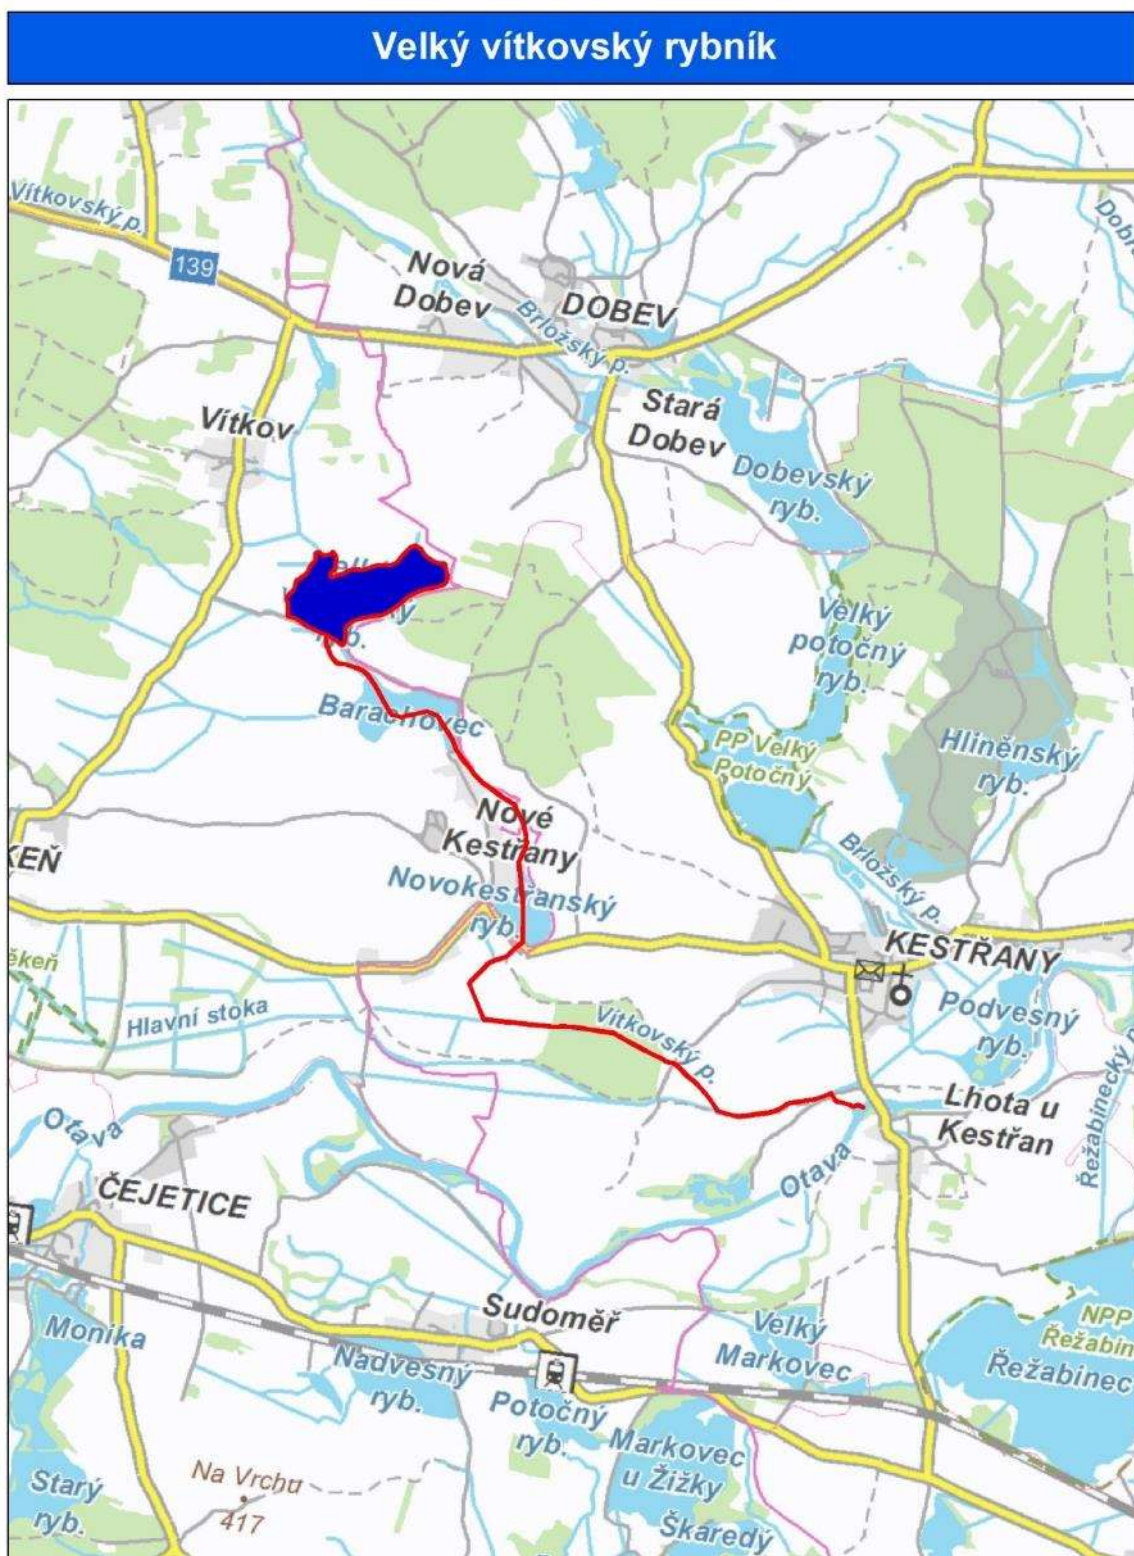 Velký vítkovský rybník
Vítkovský p.
139
Nová
Dobev
DOBEV
Brložský p.
Stará
Dobev
Vítkov
Dobevský
ryb.
Velký
potočný
ryb.
Barachovec
PP Velký
Potočný
Hliněnský
ryb.
Nové
Kestřany
Novokestřanský
ryb.
Brložský p.
KESTŘANY
Podvesný
ryb.
Hlavní stoka
Vítkovský p.
Lhota u
Kestřan
Otava
Otava
ČEJETICE
Sudoměř
Velký
Markovec
NPP
Řežabinec
Monika
Nadvesný
ryb.
Potočný
ryb.
Markovec
u Žižky
Škaredý
Starý
ryb.
Na Vrchu
417